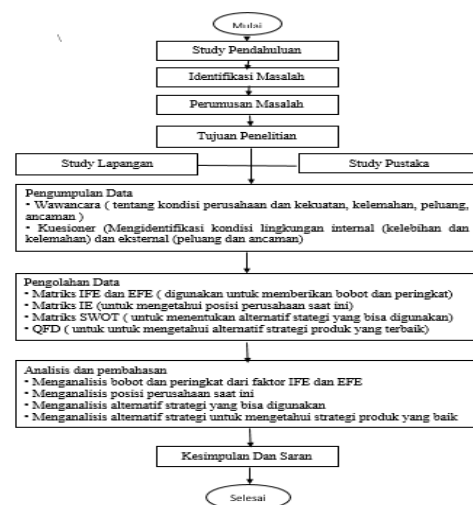 Mulai
Study Pendahuluan
Identifikasi Masalah
Perumusan Masalah
Tujuan Penelitian
Study Lapangan
Study Pustaka
Pengumpulan Data
• Wawancara ( tentang kondisi perusahaan dan kekuatan, kelemahan, peluang,
ancaman )
• Kuesioner (Mengidentifikasi kondisi lingkungan internal (kelebihan dan
kelemahan) dan eksternal (peluang dan ancaman)
Pengolahan Data
• Matriks IFE dan EFE ( digunakan untuk memberikan bobot dan peringkat)
• Matriks IE (untuk mengetahui posisi perusahaan saat ini)
• Matriks SWOT ( untuk menentukan alternatif stategi yang bisa digunakan)
• QFD ( untuk untuk mengetahui alternatif strategi produk yang terbaik)
Analisis dan pembahasan
• Menganalisis bobot dan peringkat dari faktor IFE dan EFE
• Menganalisis posisi perusahaan saat ini
• Menganalisis alternatif strategi yang bisa digunakan
• Menganalisis alternatif strategi untuk mengetahui strategi produk yang baik
Kesimpulan Dan Saran
Selesai